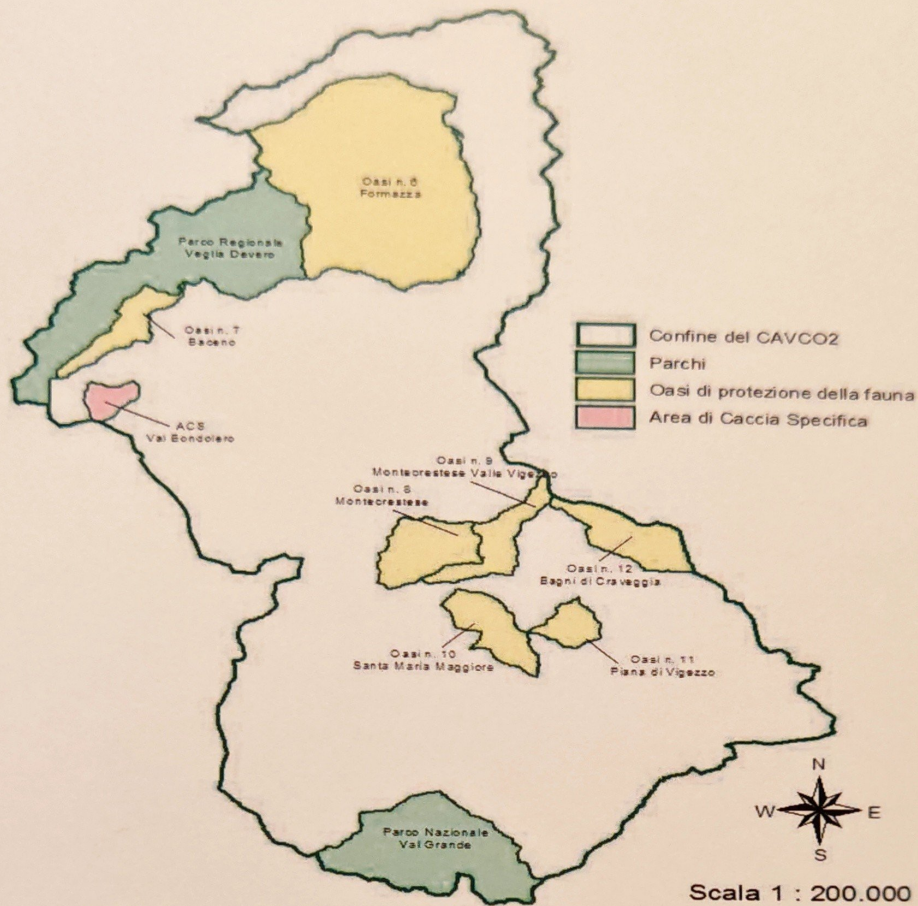 Oasi n. 6
Formazza
Parco Regionale
Veglia Devero
Oasi n. 7
Baceno
ACS
Val Bondolero
Confine del CAVCO2
Parchi
Oasi di protezione della fauna
Area di Caccia Specifica
Oasi n. 9
Montecrestese Valle Vigezzo
Oasi n. 8
Montecrestese
Oasi n. 12
Bagni di Craveggia
Oasi n. 10
Santa Maria Maggiore
Oasi n. 11
Piana di Vigezzo
Parco Nazionale
Val Grande
N
W E
S
Scala 1 : 200.000